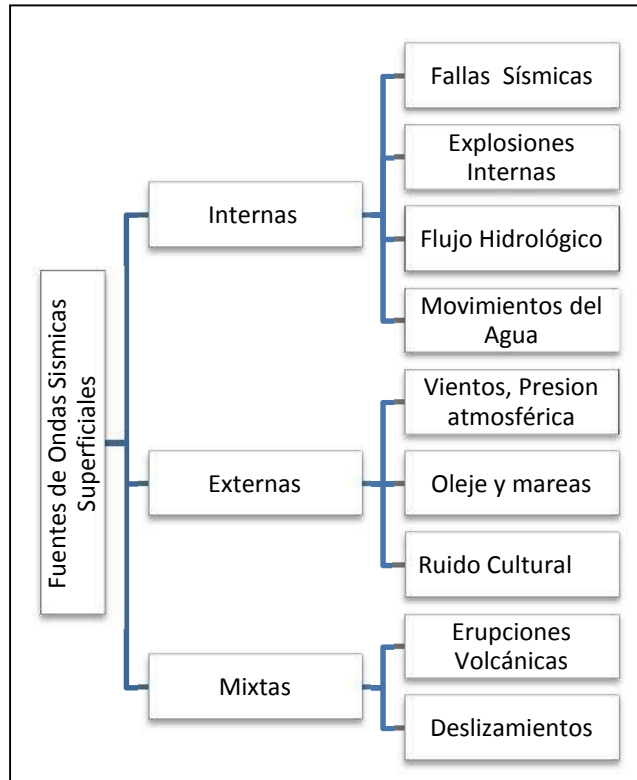 Fuentes de Ondas Sismicas
Superficiales
Internas
Fallas Sísmicas
Explosiones
Internas
Flujo Hidrológico
Movimientos del
Agua
Externas
Vientos, Presion
atmosférica
Oleje y mareas
Ruido Cultural
Mixtas
Erupciones
Volcánicas
Deslizamientos